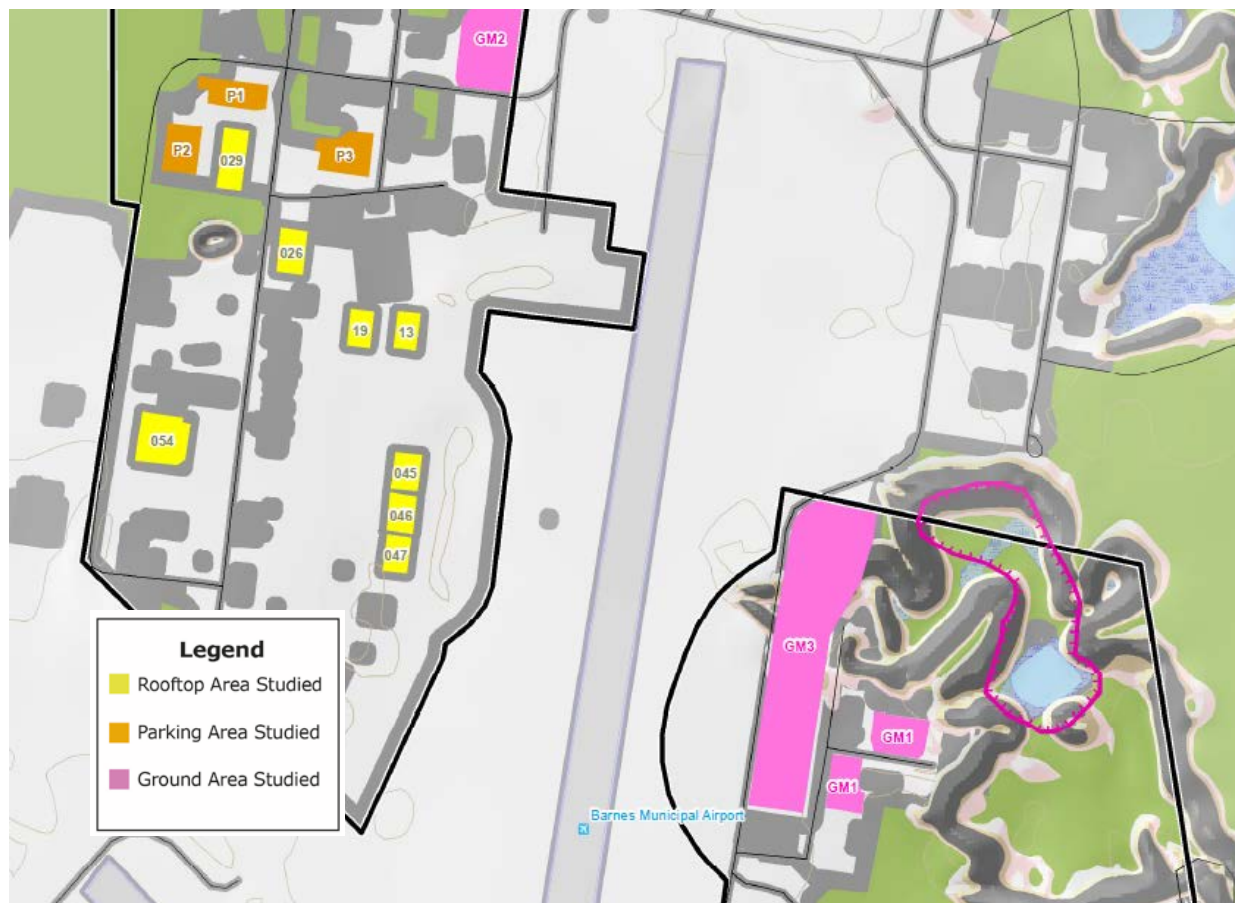 GM2
P1
P2
029
P3
026
19
13
054
045
046
047
GM3
GM1
GM1
Barnes Municipal Airport
Legend
Rooftop Area Studied
Parking Area Studied
Ground Area Studied